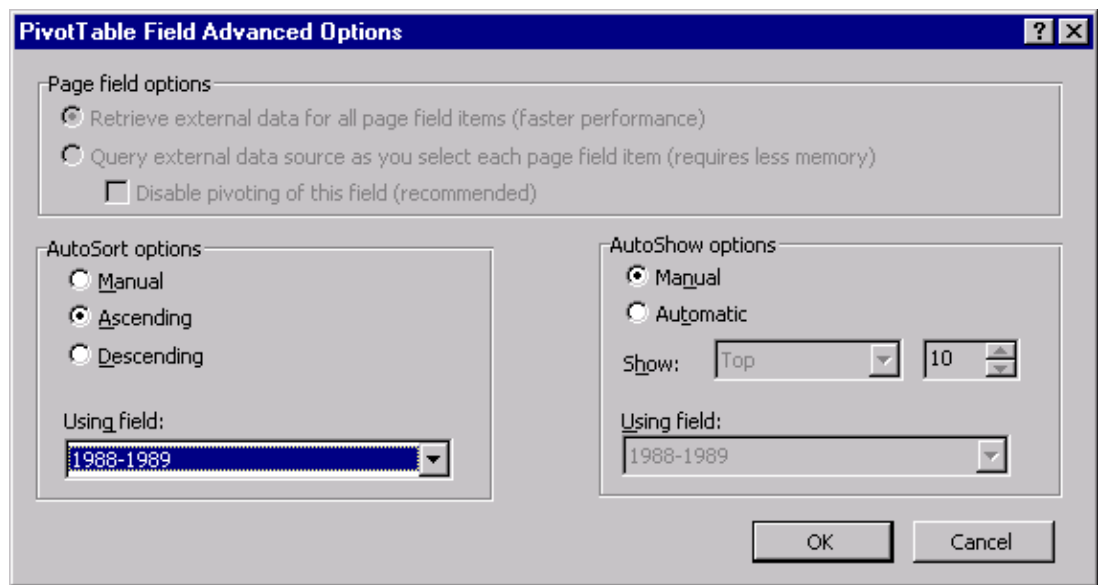 PivotTable Field Advanced Options
Page field options
Retrieve external data for all page field items (faster performance)
Query external data source as you select each page field item (requires less memory)
Disable pivoting of this field (recommended)
AutoSort options
Manual
Ascending
Descending
Using field:
1988-1989
AutoShow options
Manual
Automatic
Show: Top 10
Using field:
1988-1989
OK Cancel